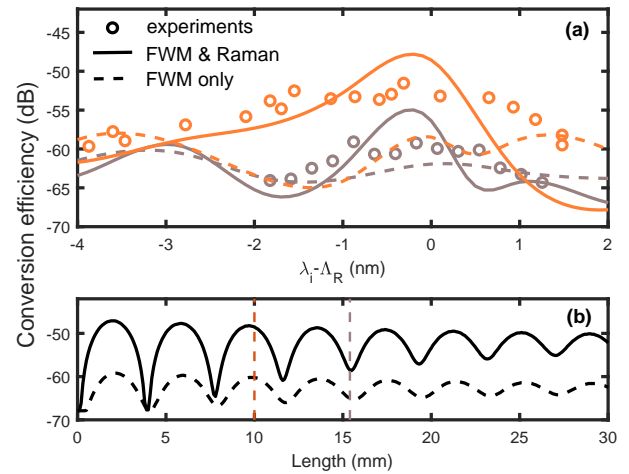 (a)
experiments
FWM & Raman
FWM only
-42
-50
-55
-60
-65
-70
-4
-3
-2
-1
0
1
2
λi-ΛR (nm)
Conversion efficiency (dB)
(b)
-50
-60
-70
0
5
10
15
20
25
30
Length (mm)